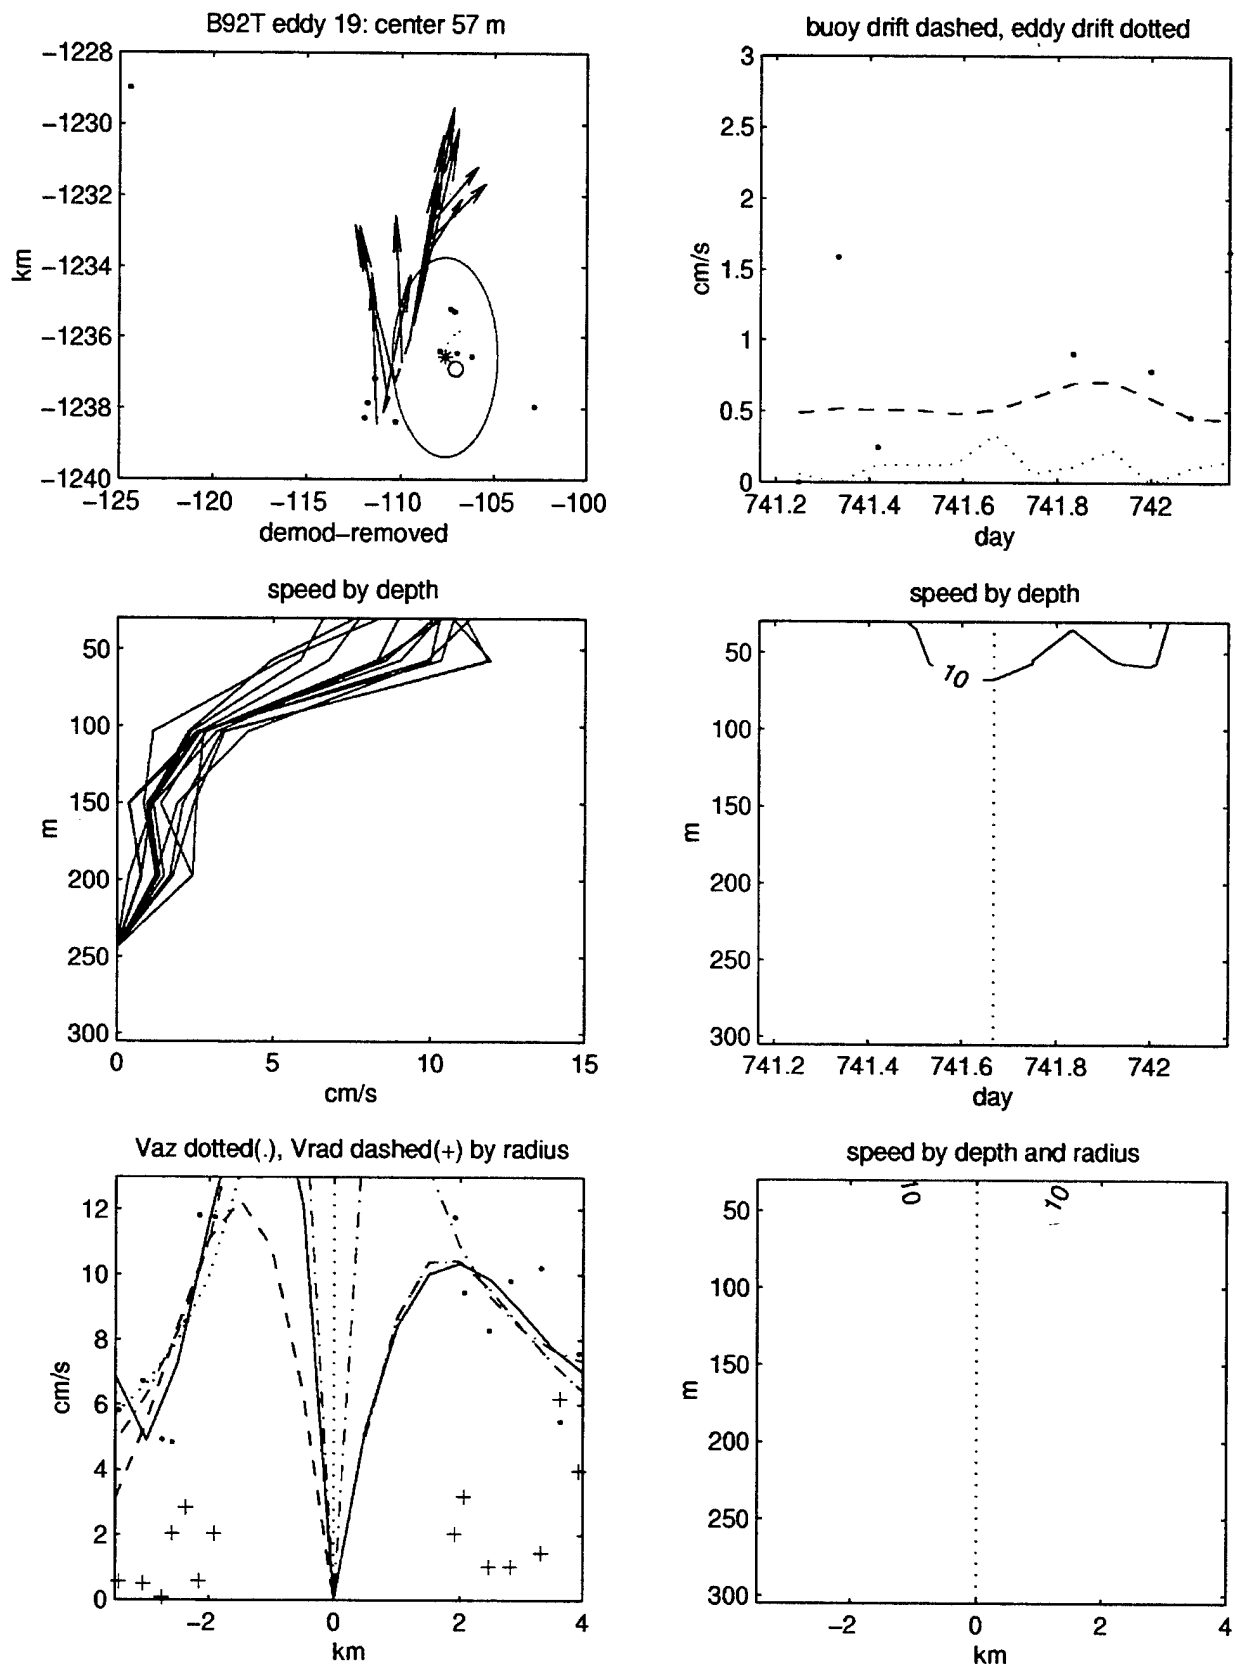 B92T eddy 19: center 57 m
−1228
−1230
−1232
−1234
−1236
−1238
−1240
km
−125 −120 −115 −110 −105 −100
demod−removed
buoy drift dashed, eddy drift dotted
3
2.5
2
1.5
1
0.5
0
cm/s
741.2 741.4 741.6 741.8 742
day
speed by depth
50
100
150
200
250
300
m
0 5 10 15
cm/s
speed by depth
50
100
150
200
250
300
m
10
741.2 741.4 741.6 741.8 742
day
Vaz dotted(.), Vrad dashed(+) by radius
12
10
8
6
4
2
0
cm/s
−2 0 2 4
km
speed by depth and radius
10 10
50
100
150
200
250
300
m
−2 0 2 4
km